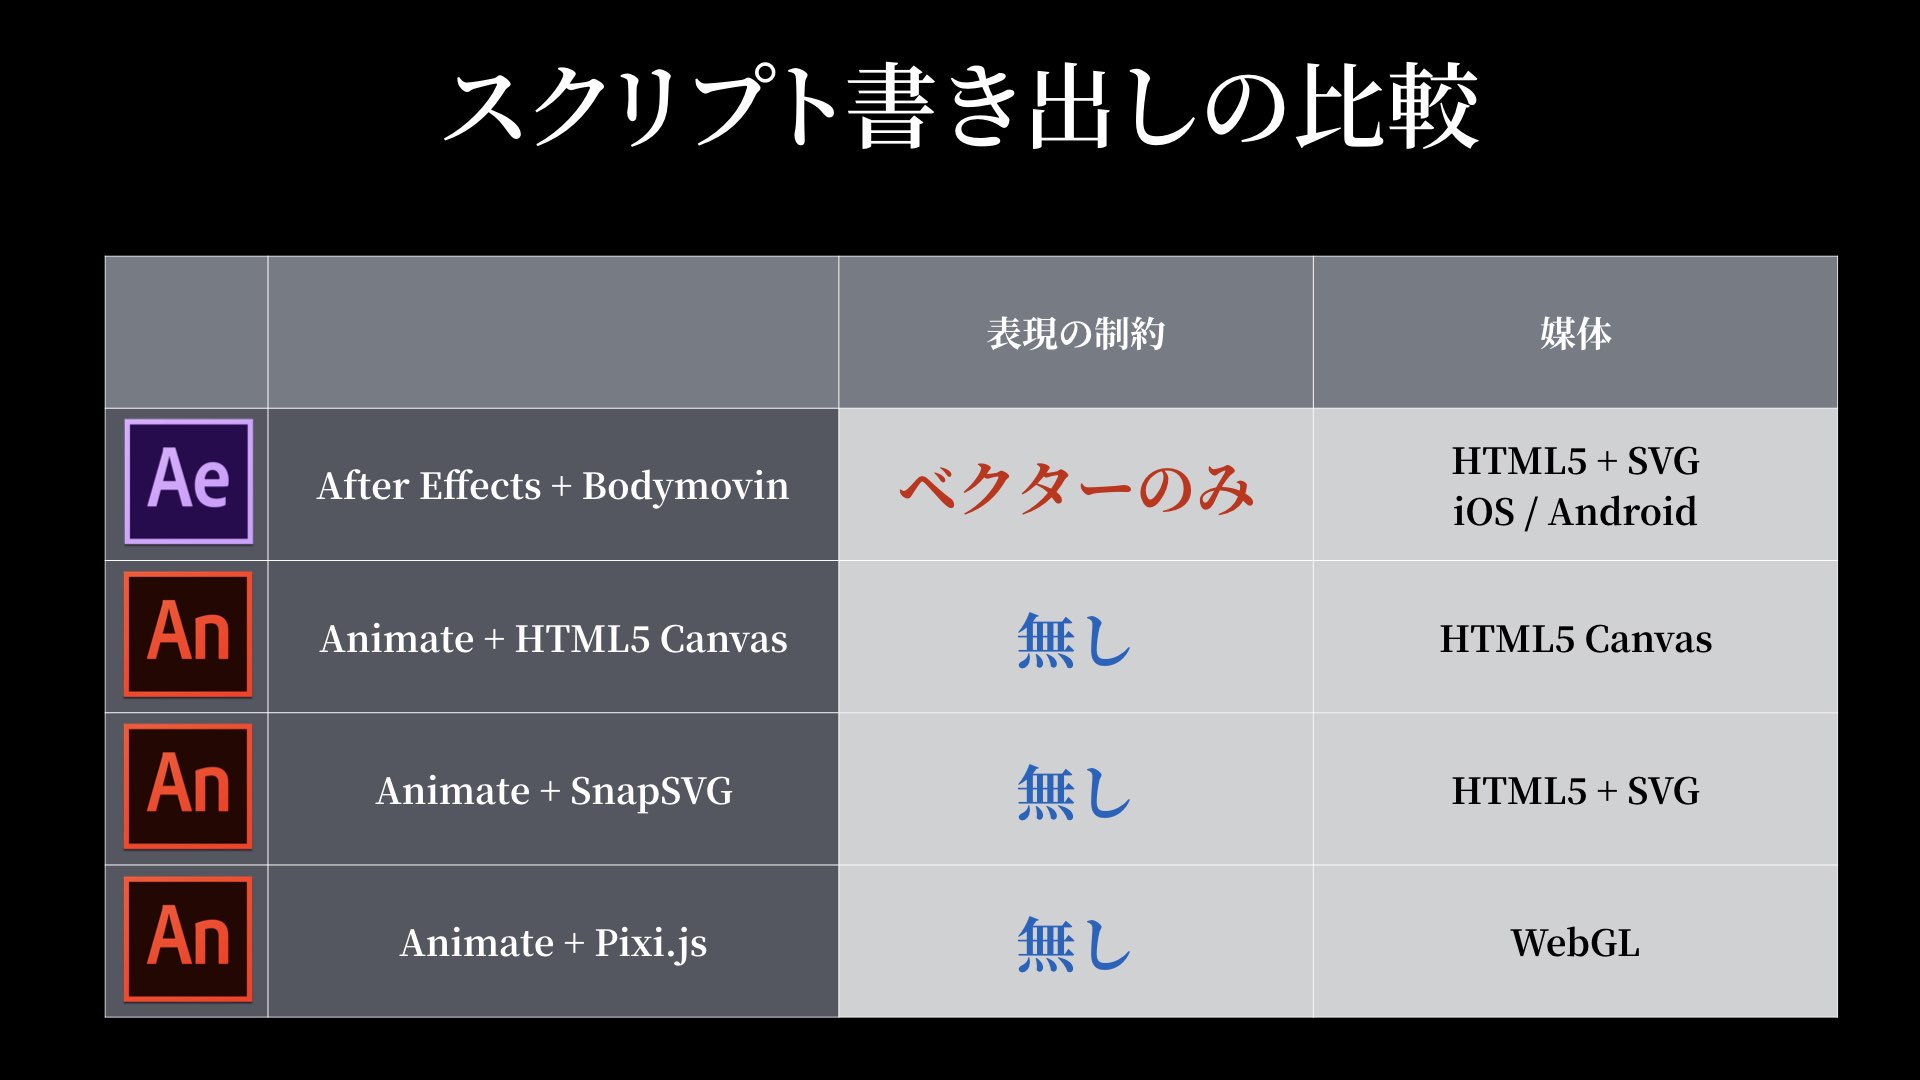 スクリプト書き出しの比較
表現の制約
媒体
Ae
After Effects + Bodymovin
ベクターのみ
HTML5 + SVG
iOS / Android
An
Animate + HTML5 Canvas
無し
HTML5 Canvas
An
Animate + SnapSVG
無し
HTML5 + SVG
An
Animate + Pixi.js
無し
WebGL